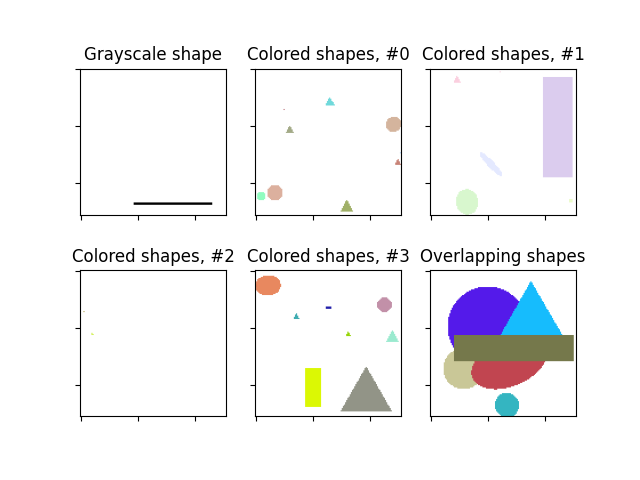 Grayscale shape
Colored shapes, #0
Colored shapes, #1
Colored shapes, #2
Colored shapes, #3
Overlapping shapes